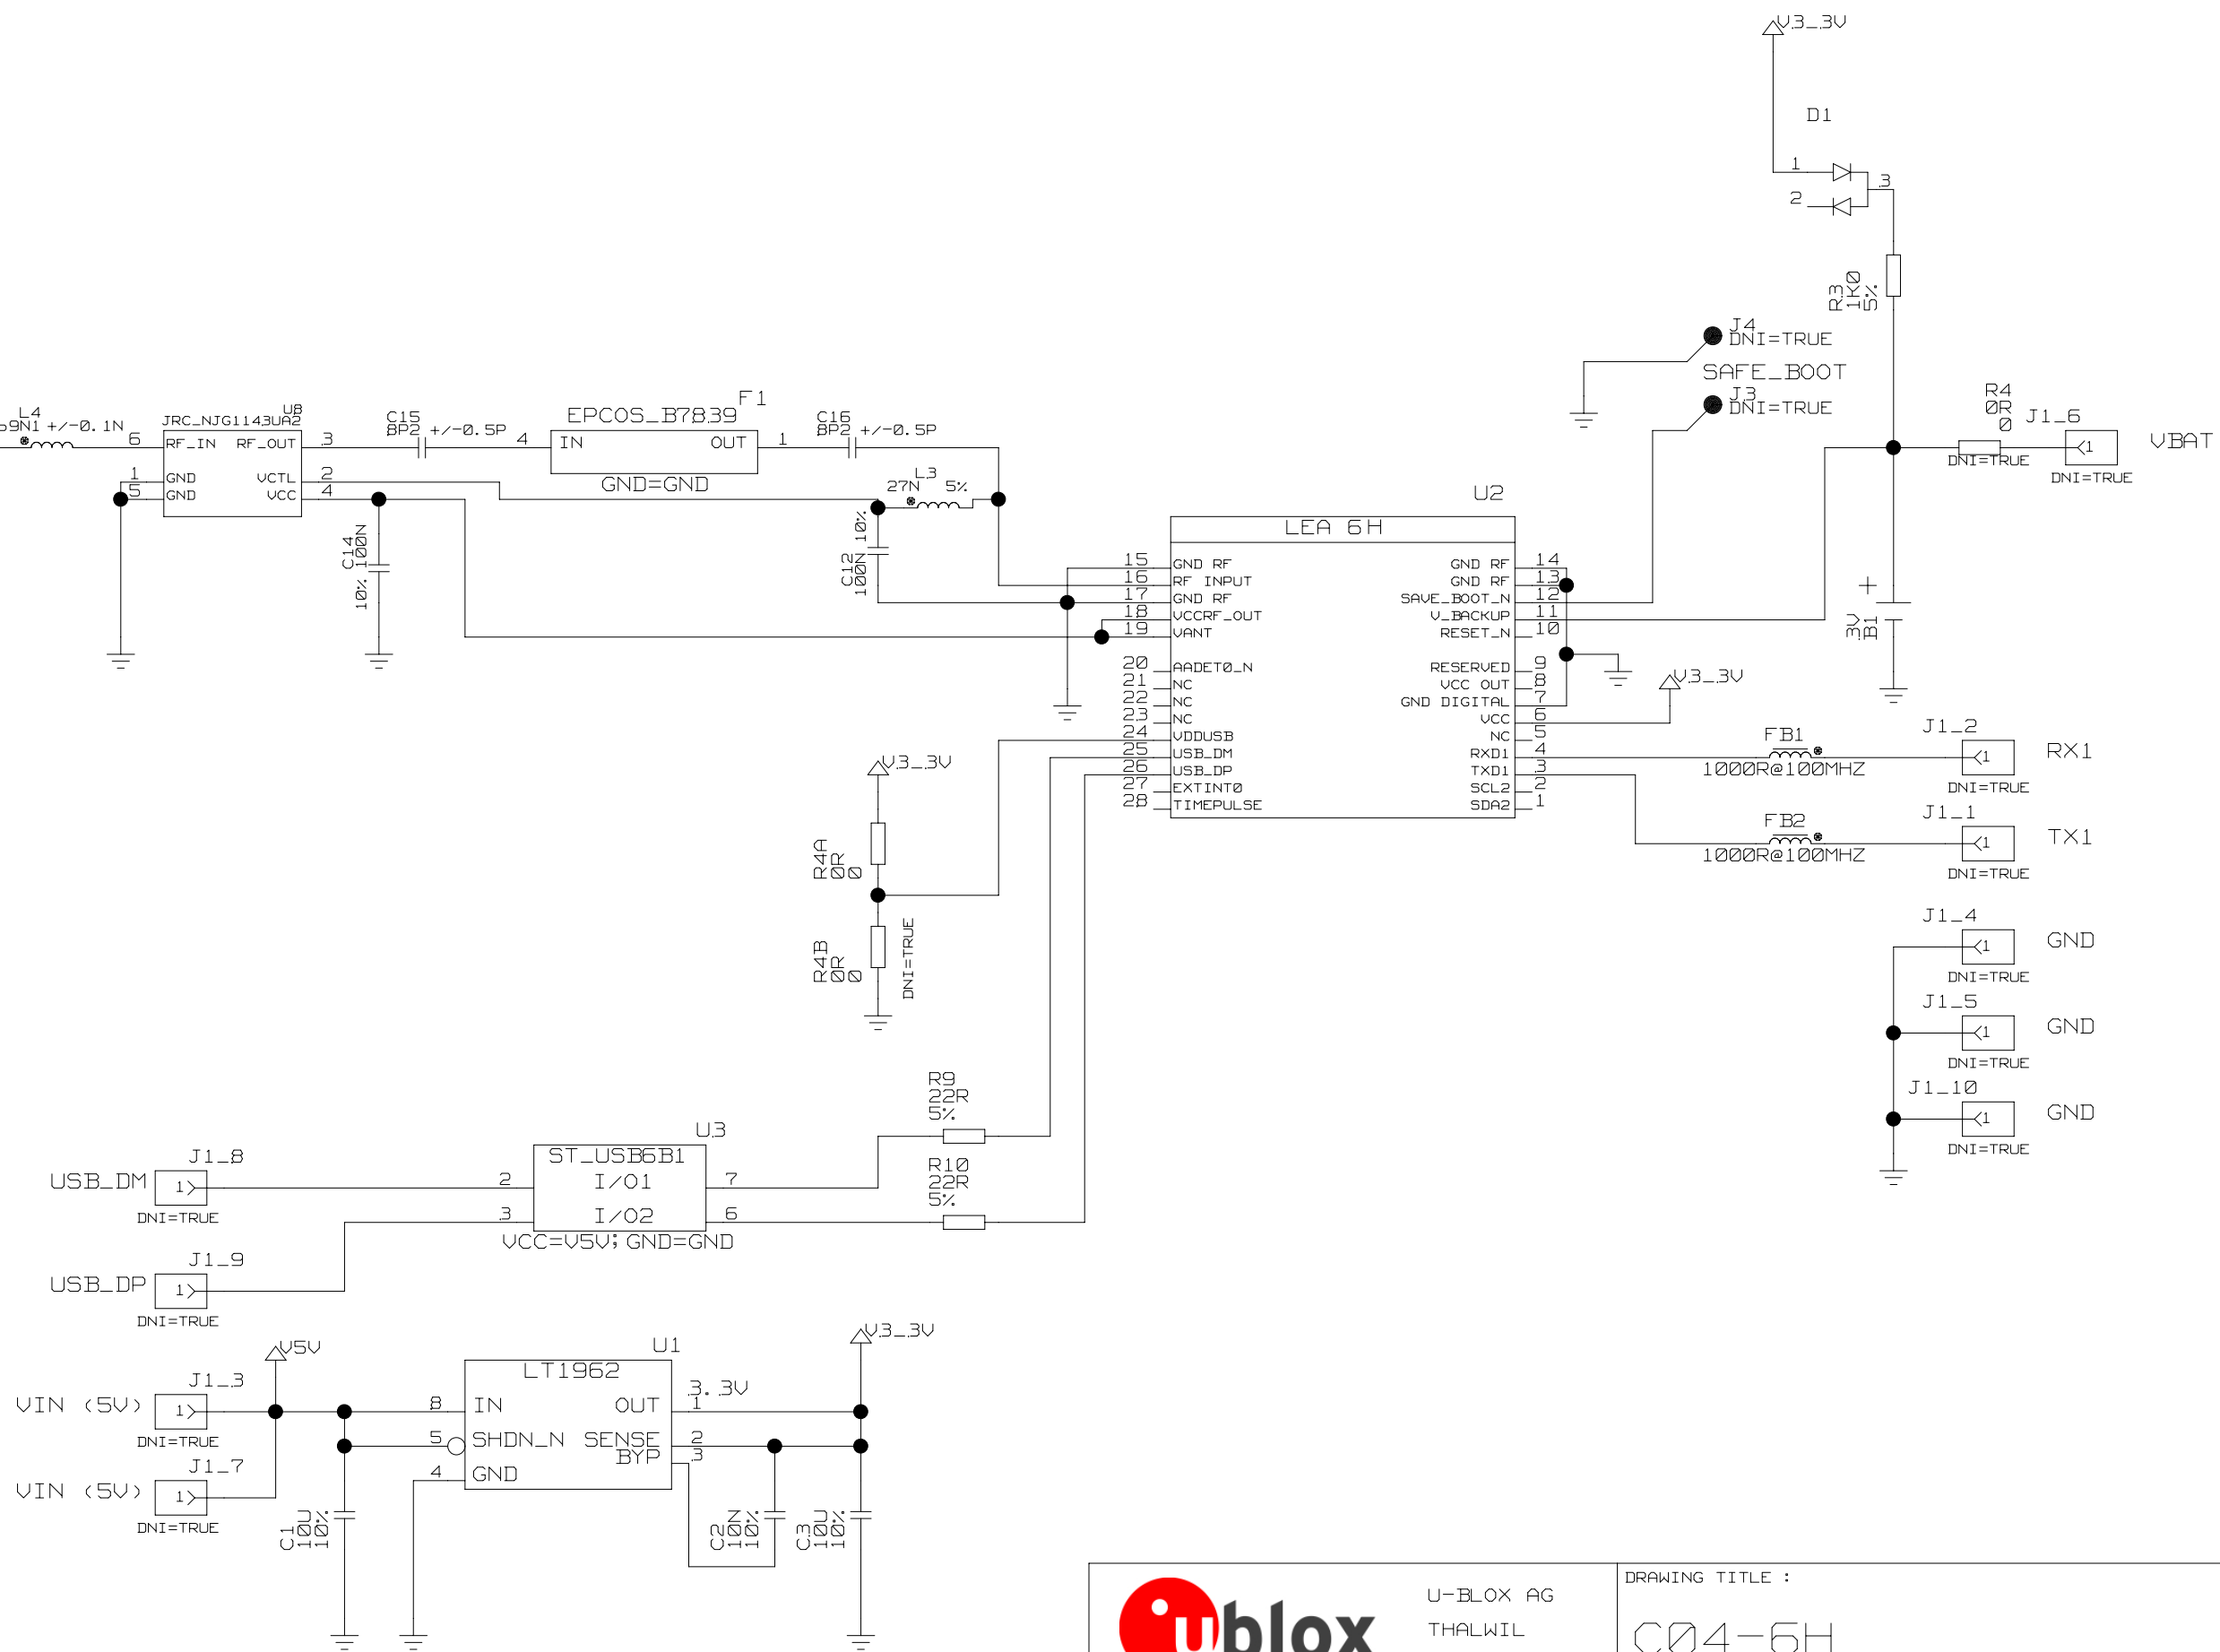 V3_3V
D1
1
2
3
R3
1K0
5%
J4
DNI=TRUE
SAFE_BOOT
J3
DNI=TRUE
R4
0R
0
DNI=TRUE
J1_6
1
DNI=TRUE
VBAT
L4
9N1 +/-0.1N
U8
JRC_NJG1143UA2
6 RF_IN RF_OUT 3
1 GND VCTL 2
5 GND VCC 4
C15
8P2 +/-0.5P
F1
EPCOS_B7839
4 IN OUT 1
GND=GND
C16
8P2 +/-0.5P
L3
27N 5%
C14
100N
10%
C12
100N
10%
U2
LEA 6H
15 GND RF GND RF 14
16 RF INPUT GND RF 13
17 GND RF SAVE_BOOT_N 12
18 VCCRF_OUT V_BACKUP 11
19 VANT RESET_N 10
20 AADET0_N RESERVED 9
21 NC VCC OUT 8
22 NC GND DIGITAL 7
23 NC VCC 6
24 VDDUSB NC 5
25 USB_DM RXD1 4
26 USB_DP TXD1 3
27 EXTINT0 SCL2 2
28 TIMEPULSE SDA2 1
+
3V
B1
V3_3V
FB1
1000R@100MHZ
J1_2
1
DNI=TRUE
RX1
FB2
1000R@100MHZ
J1_1
1
DNI=TRUE
TX1
J1_4
1
DNI=TRUE
GND
J1_5
1
DNI=TRUE
GND
J1_10
1
DNI=TRUE
GND
V3_3V
R4A
0R
0
R4B
0R
0
DNI=TRUE
R9
22R
5%
R10
22R
5%
U3
ST_USB6B1
2 I/O1 7
3 I/O2 6
VCC=V5V; GND=GND
J1_8
USB_DM 1
DNI=TRUE
J1_9
USB_DP 1
DNI=TRUE
V5V
J1_3
VIN (5V) 1
DNI=TRUE
J1_7
VIN (5V) 1
DNI=TRUE
U1
LT1962
8 IN OUT 1
3.3V
5 SHDN_N SENSE 2
BYP 3
4 GND
V3_3V
C1
10U
10%
C2
10N
10%
C3
10U
10%
ublox
U-BLOX AG
THALWIL
DRAWING TITLE :
C04-6H